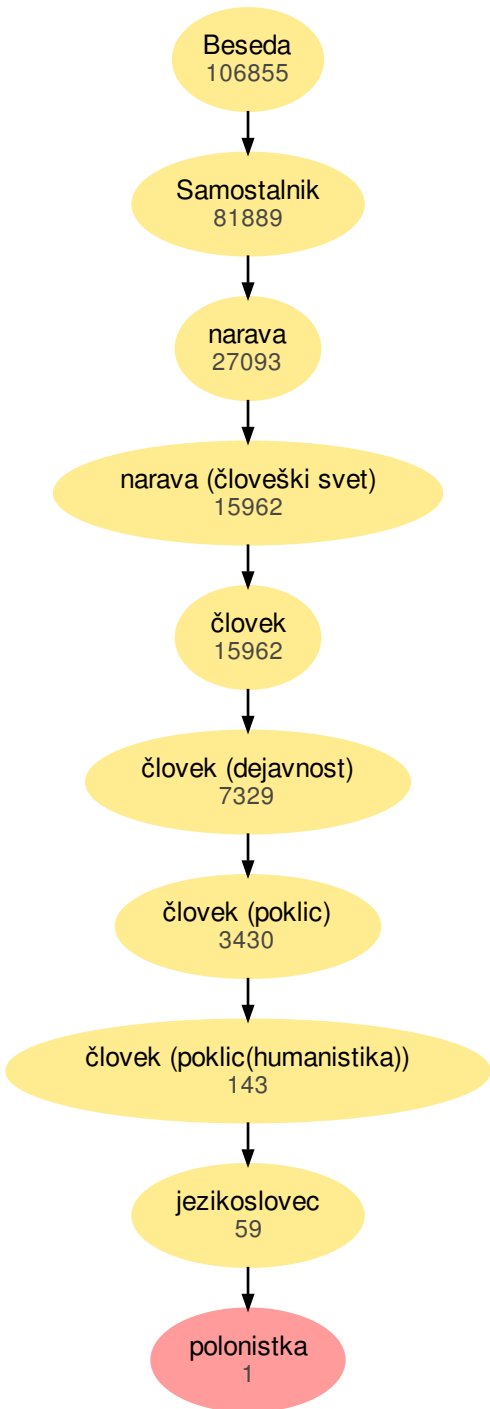 Beseda
106855
Samostalnik
81889
narava
27093
narava (človeški svet)
15962
človek
15962
človek (dejavnost)
7329
človek (poklic)
3430
človek (poklic(humanistika))
143
jezikoslovec
59
polonistka
1